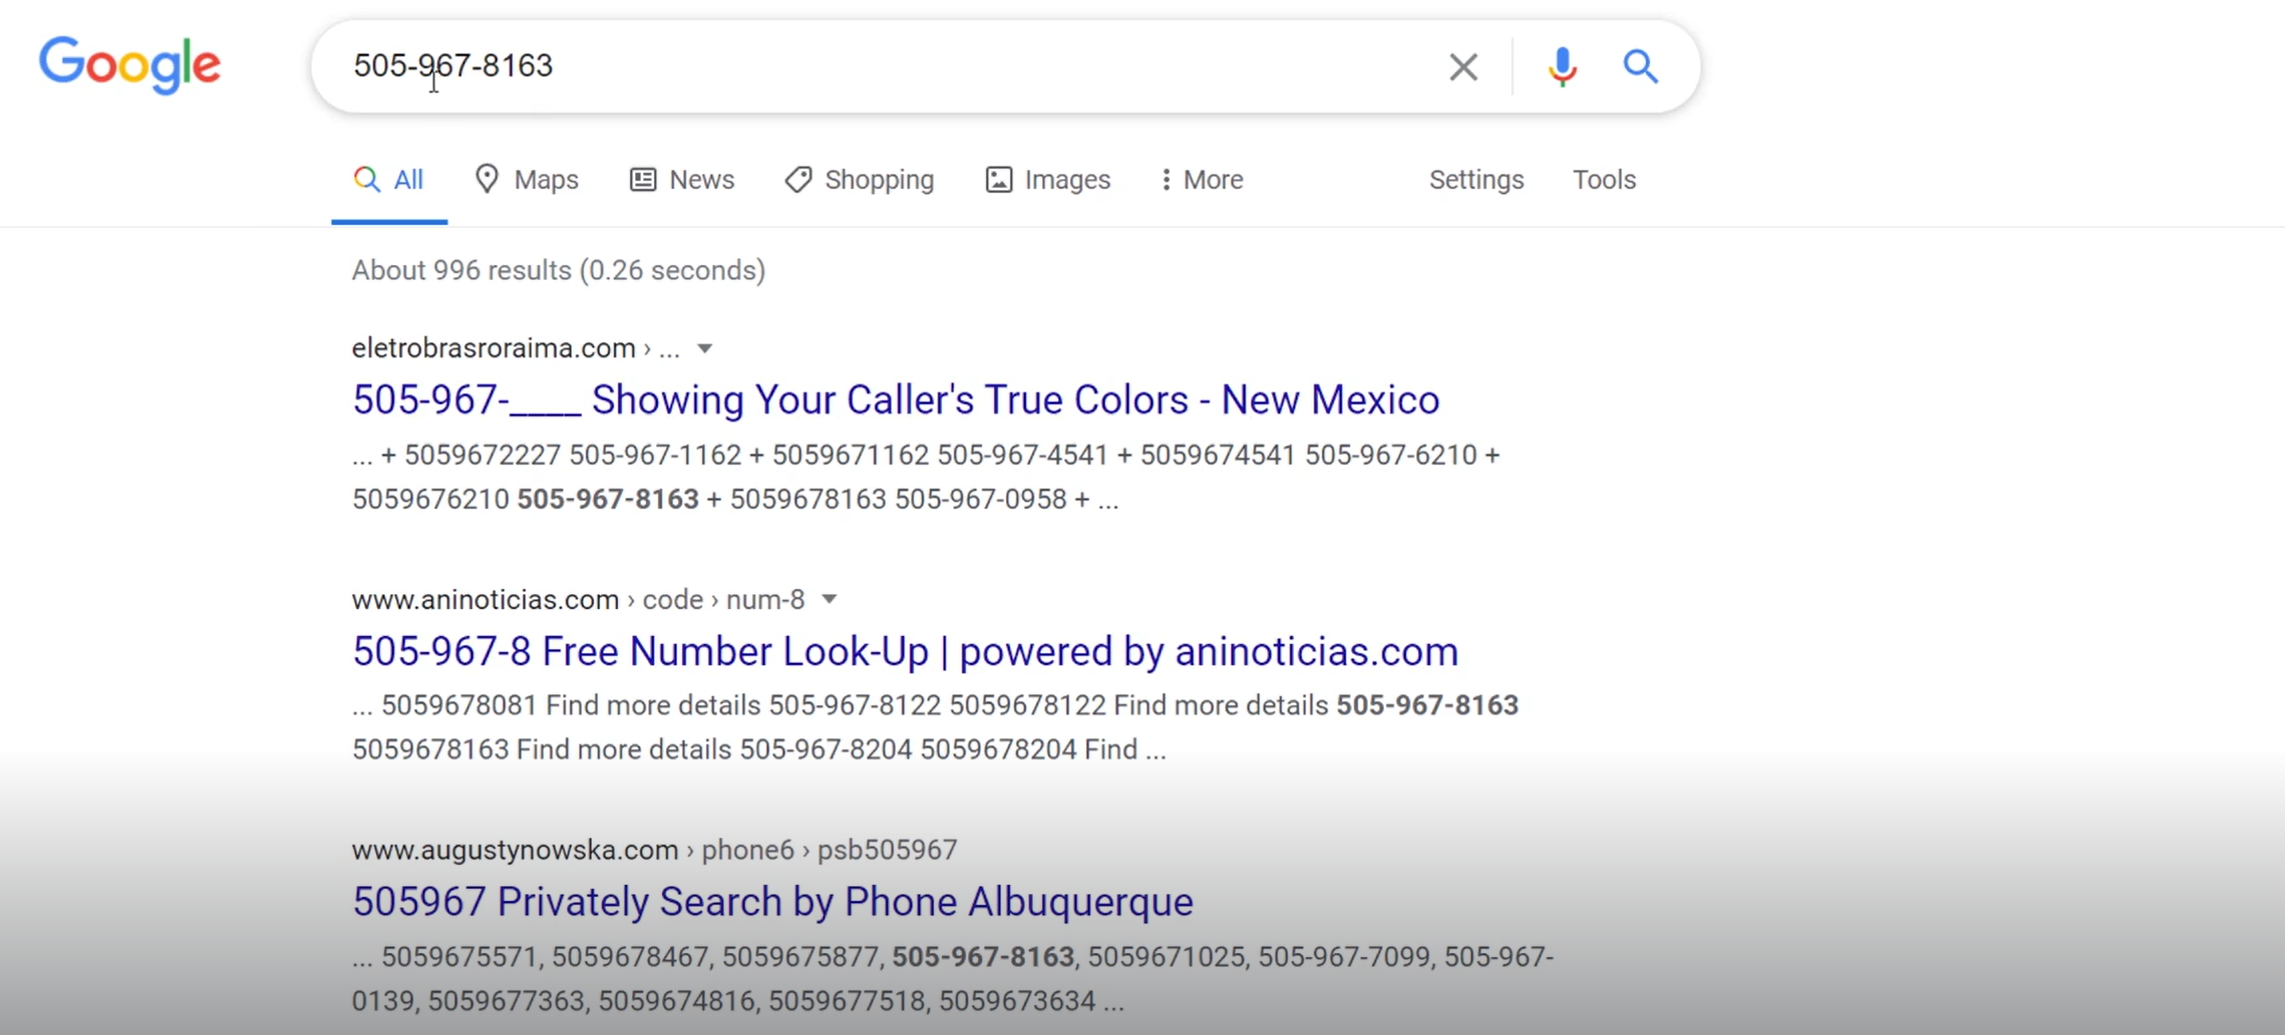 Google
505-967-8163
All Maps News Shopping Images More Settings Tools
About 996 results (0.26 seconds)
eletrobrasroraima.com › ...
505-967-____ Showing Your Caller's True Colors - New Mexico
... + 5059672227 505-967-1162 + 5059671162 505-967-4541 + 5059674541 505-967-6210 +
5059676210 505-967-8163 + 5059678163 505-967-0958 + ...
www.aninoticias.com › code › num-8
505-967-8 Free Number Look-Up | powered by aninoticias.com
... 5059678081 Find more details 505-967-8122 5059678122 Find more details 505-967-8163
5059678163 Find more details 505-967-8204 5059678204 Find ...
www.augustynowska.com › phone6 › psb505967
505967 Privately Search by Phone Albuquerque
... 5059675571, 5059678467, 5059675877, 505-967-8163, 5059671025, 505-967-7099, 505-967-
0139, 5059677363, 5059674816, 5059677518, 5059673634 ...